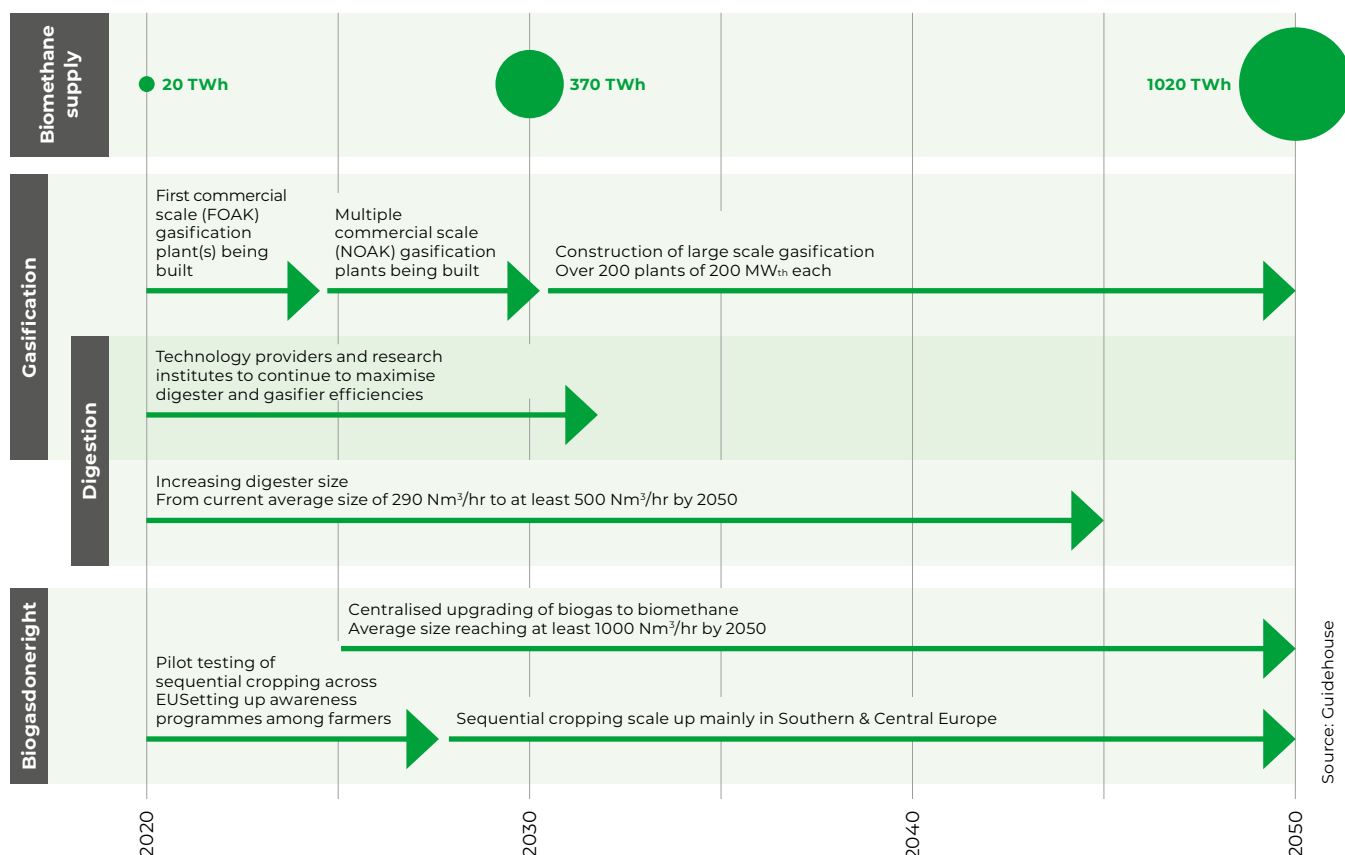 Biomethane
supply
20 TWh
370 TWh
1020 TWh
Gasification
First commercial
scale (FOAK)
gasification
plant(s) being
built
Multiple
commercial scale
(NOAK) gasification
plants being built
Construction of large scale gasification
Over 200 plants of 200 MWth each
Digestion
Technology providers and research
institutes to continue to maximise
digester and gasifier efficiencies
Increasing digester size
From current average size of 290 Nm³/hr to at least 500 Nm³/hr by 2050
Biogasdoneright
Centralised upgrading of biogas to biomethane
Average size reaching at least 1000 Nm³/hr by 2050
Pilot testing of
sequential cropping across
EUSetting up awareness
programmes among farmers
Sequential cropping scale up mainly in Southern & Central Europe
2020
2030
2040
2050
Source: Guidehouse